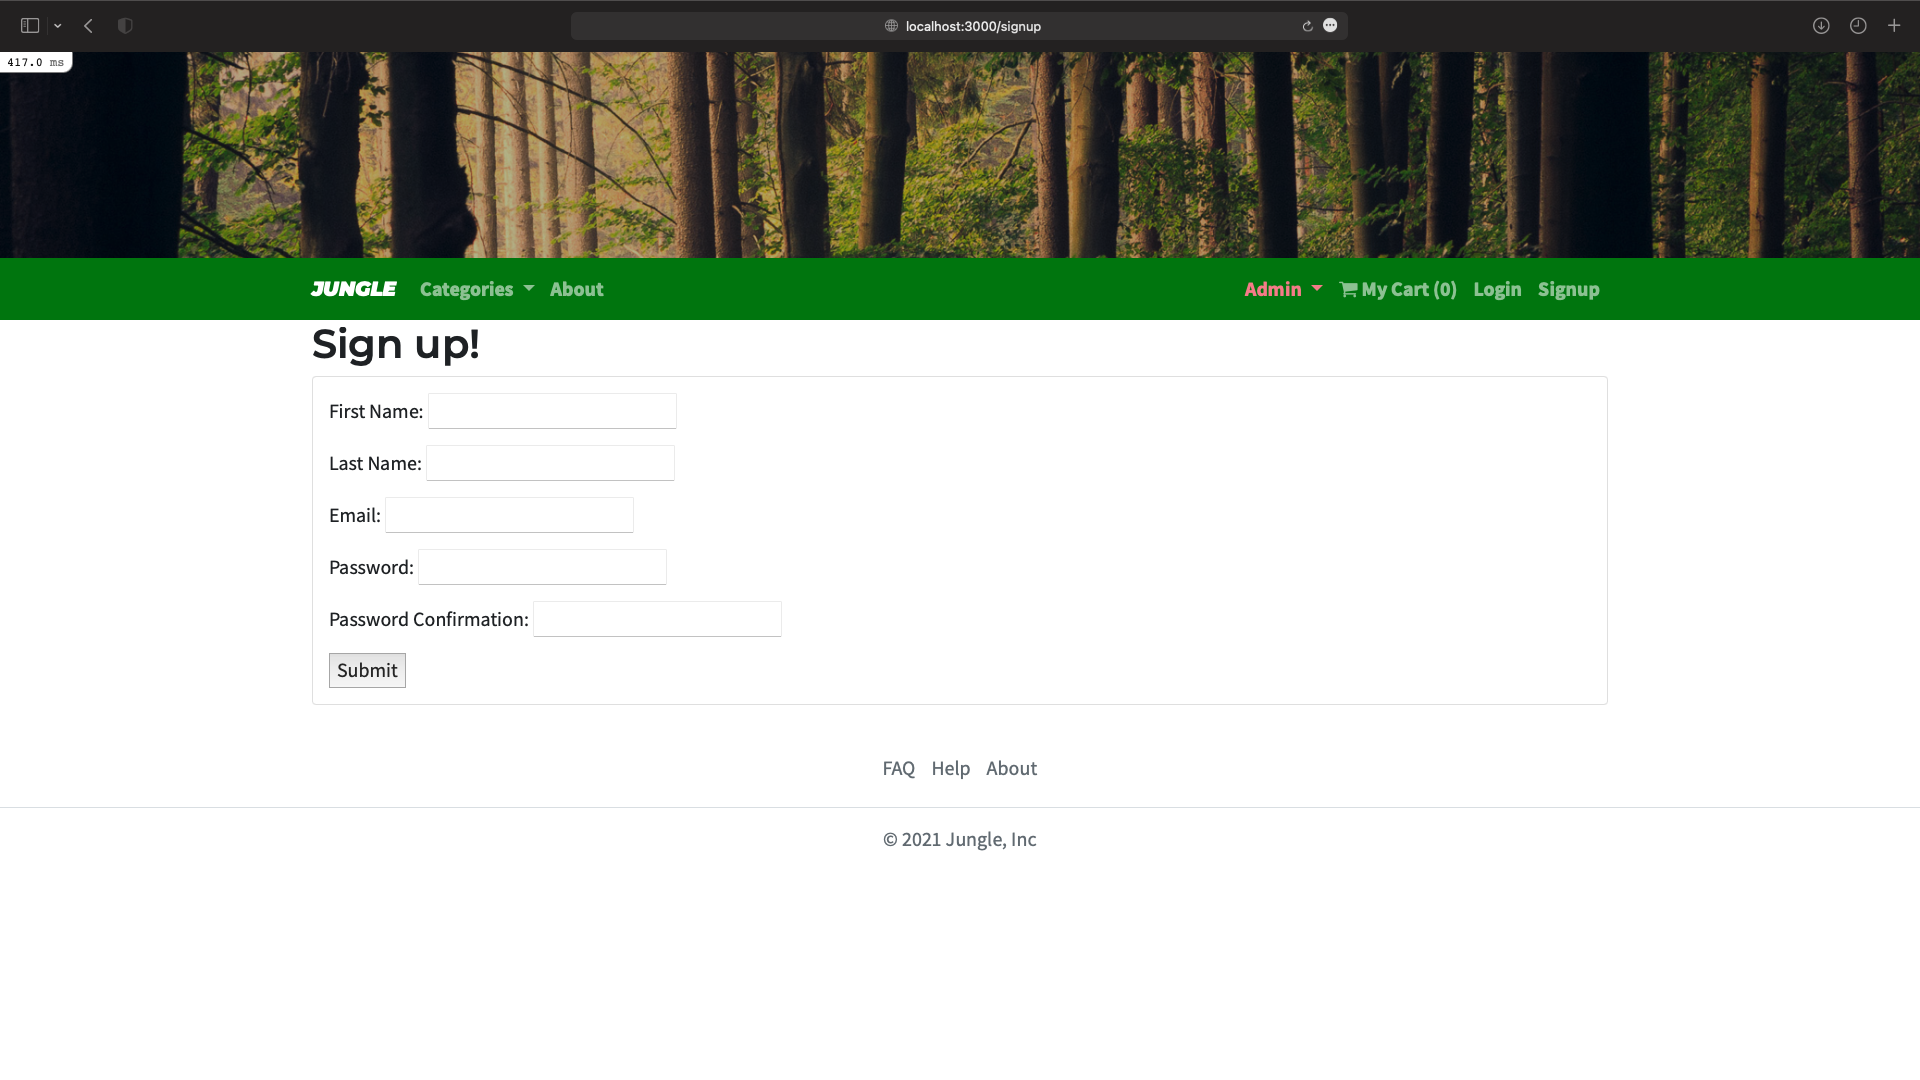 localhost:3000/signup
417.0 ms
JUNGLE Categories About Admin My Cart (0) Login Signup
Sign up!
First Name:
Last Name:
Email:
Password:
Password Confirmation:
Submit
FAQ Help About
© 2021 Jungle, Inc